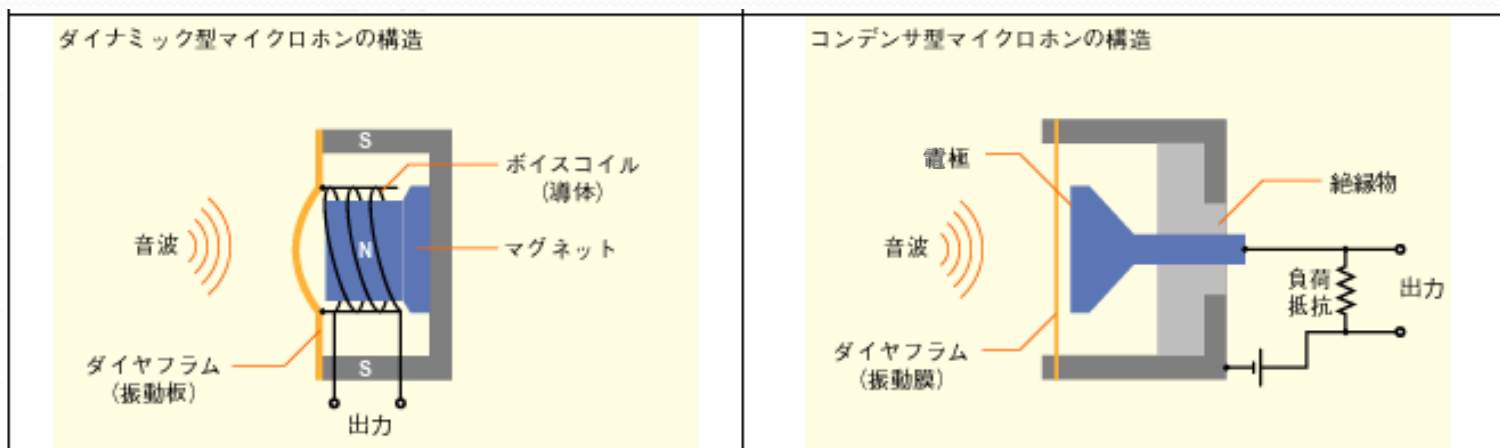 ダイナミック型マイクロホンの構造
S
ボイスコイル
(導体)
音波
N
マグネット
ダイヤフラム
(振動板)
S
出力
コンデンサ型マイクロホンの構造
電極
絶縁物
音波
負荷
抵抗
出力
ダイヤフラム
(振動膜)